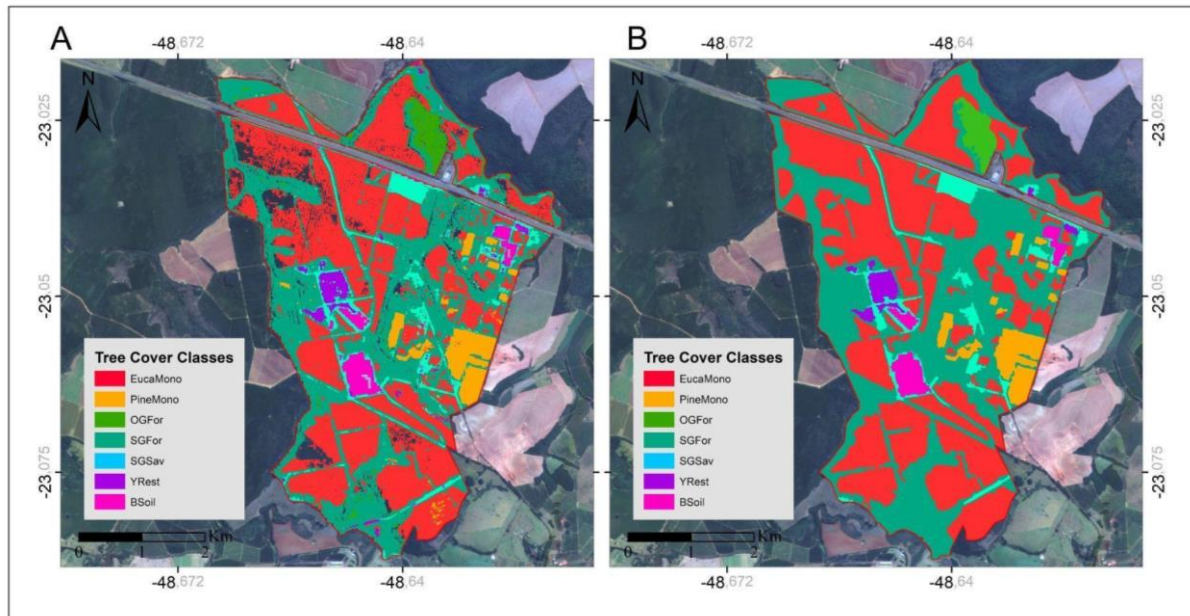 A
B
-48,672
-48,64
-48,672
-48,64
N
N
-23,025
-23,025
-23,05
-23,05
Tree Cover Classes
EucaMono
PineMono
OGFor
SGFor
SGSav
YRest
BSoil
Tree Cover Classes
EucaMono
PineMono
OGFor
SGFor
SGSav
YRest
BSoil
-23,075
-23,075
0 1 2 Km
0 1 2 Km
-48,672
-48,64
-48,672
-48,64